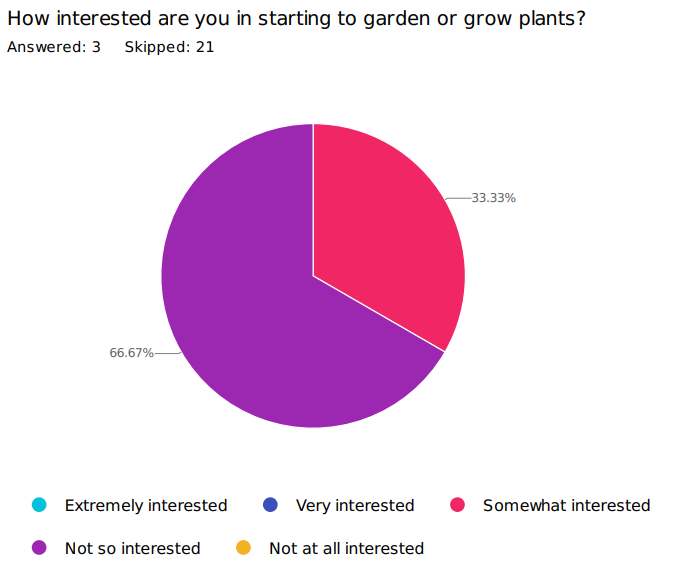 How interested are you in starting to garden or grow plants?
Answered: 3 Skipped: 21
33.33%
66.67%
Extremely interested Very interested Somewhat interested
Not so interested Not at all interested